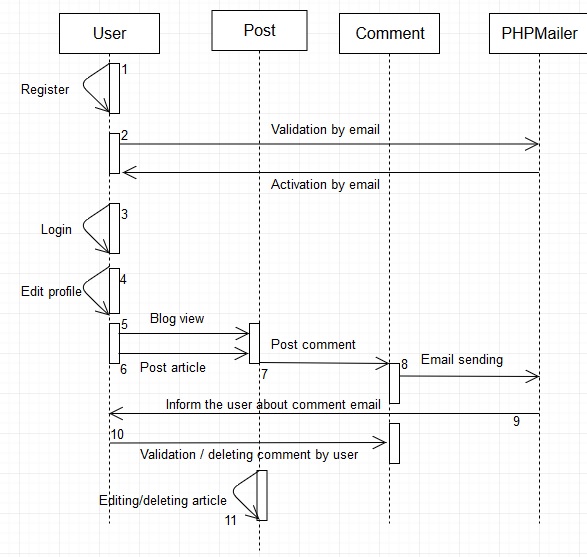 User
Post
Comment
PHPMailer
1
Register
2
Validation by email
Activation by email
3
Login
4
Edit profile
5
Blog view
Post comment
6
Post article
7
8
Email sending
Inform the user about comment email
9
10
Validation / deleting comment by user
Editing/deleting article
11